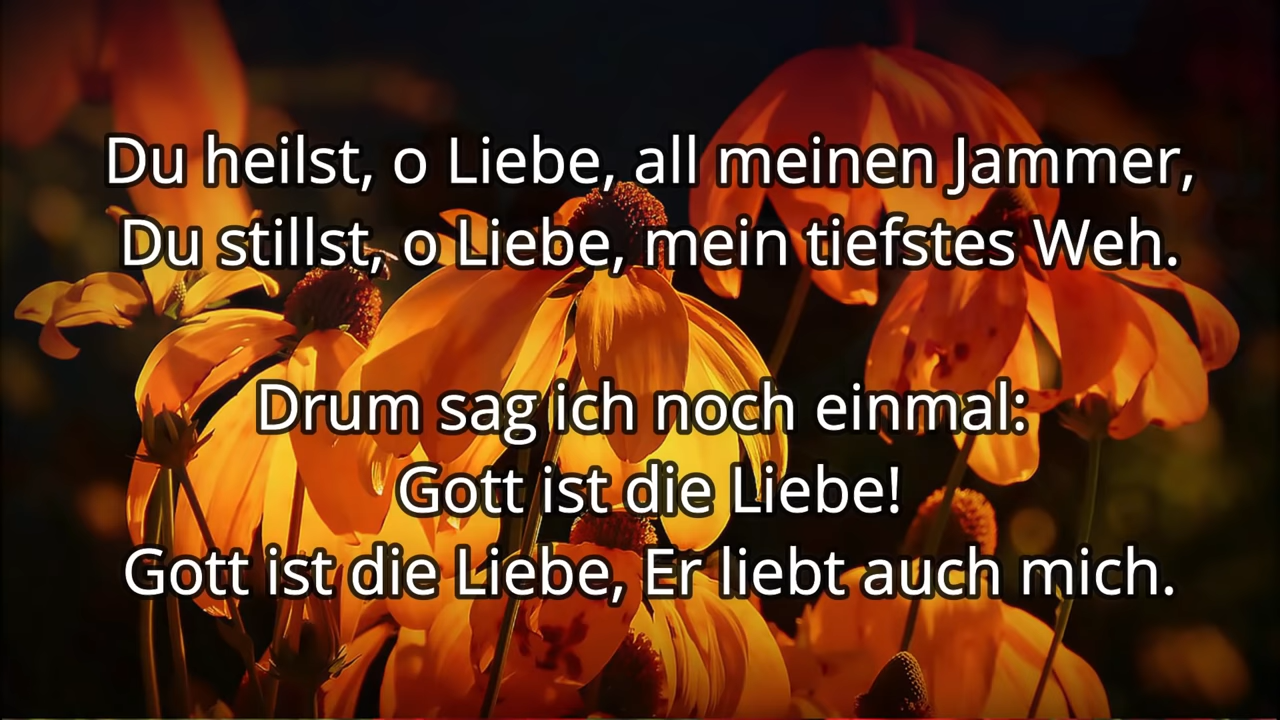 Du heilst, o Liebe, all meinen Jammer,
Du stillst, o Liebe, mein tiefstes Weh.
Drum sag ich noch einmal:
Gott ist die Liebe!
Gott ist die Liebe, Er liebt auch mich.